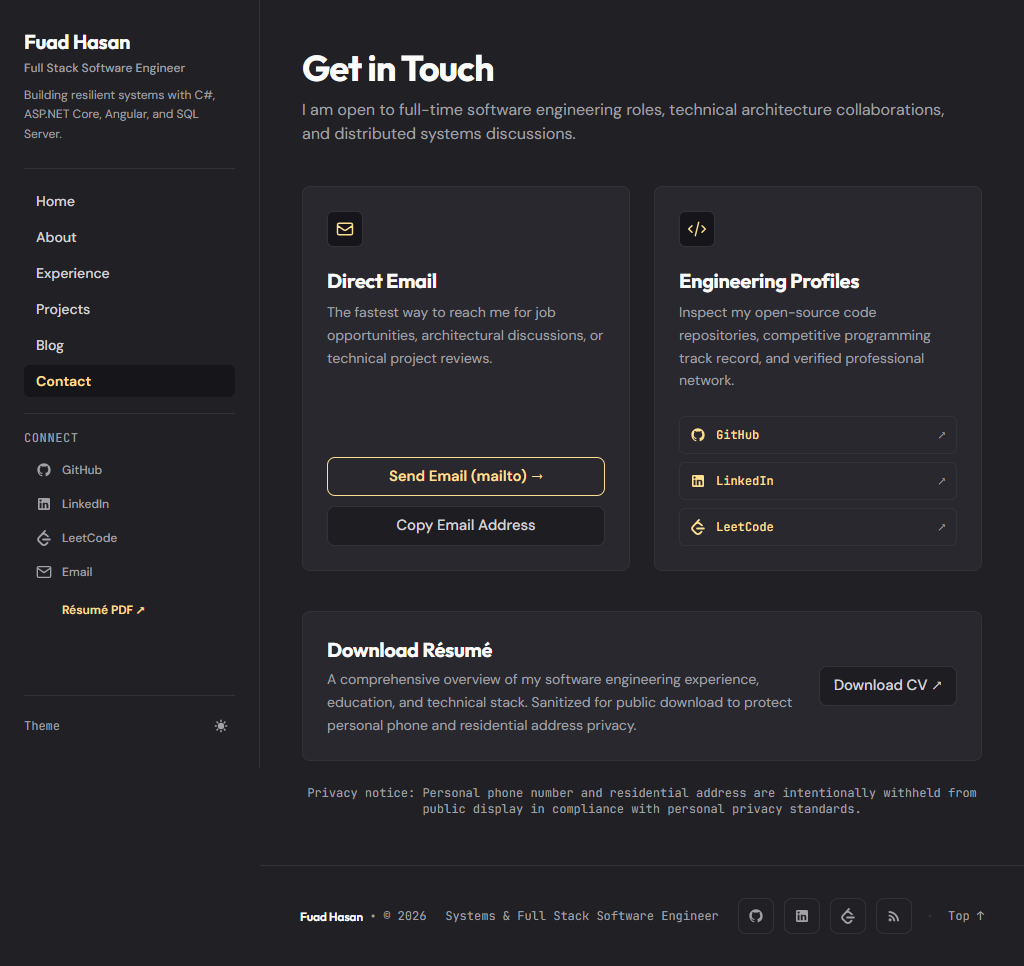 Fuad Hasan
Full Stack Software Engineer
Building resilient systems with C#,
ASP.NET Core, Angular, and SQL
Server.
Home
About
Experience
Projects
Blog
Contact
CONNECT
GitHub
LinkedIn
LeetCode
Email
Résumé PDF ↗
Theme
Get in Touch
I am open to full-time software engineering roles, technical architecture collaborations,
and distributed systems discussions.
Direct Email
The fastest way to reach me for job
opportunities, architectural discussions, or
technical project reviews.
Send Email (mailto) →
Copy Email Address
Engineering Profiles
Inspect my open-source code
repositories, competitive programming
track record, and verified professional
network.
GitHub ↗
LinkedIn ↗
LeetCode ↗
Download Résumé
A comprehensive overview of my software engineering experience,
education, and technical stack. Sanitized for public download to protect
personal phone and residential address privacy.
Download CV ↗
Privacy notice: Personal phone number and residential address are intentionally withheld from
public display in compliance with personal privacy standards.
Fuad Hasan • © 2026 Systems & Full Stack Software Engineer · Top ↑